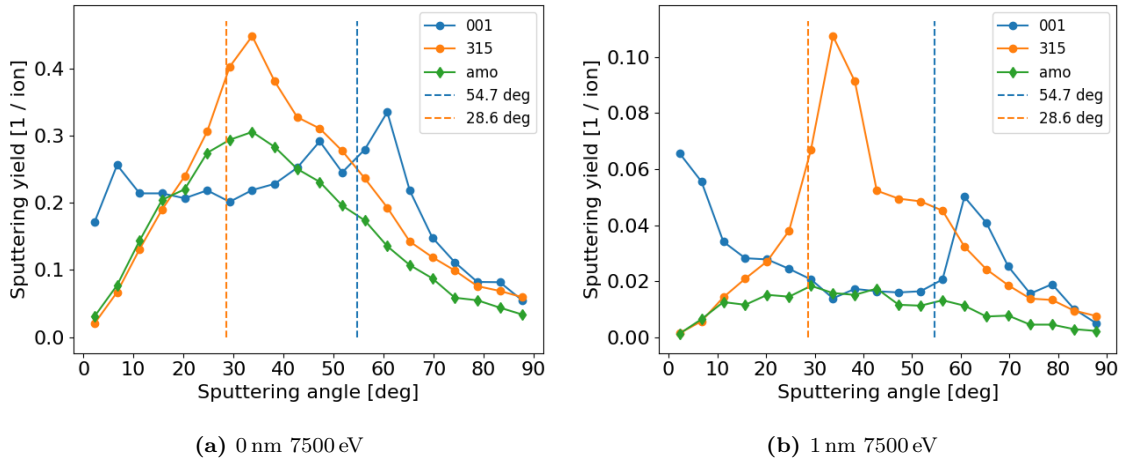 Sputtering yield [1 / ion]
0.4
0.3
0.2
0.1
0.0
001
315
amo
54.7 deg
28.6 deg
0 10 20 30 40 50 60 70 80 90
Sputtering angle [deg]
(a) 0 nm 7500 eV
Sputtering yield [1 / ion]
0.10
0.08
0.06
0.04
0.02
0.00
001
315
amo
54.7 deg
28.6 deg
0 10 20 30 40 50 60 70 80 90
Sputtering angle [deg]
(b) 1 nm 7500 eV